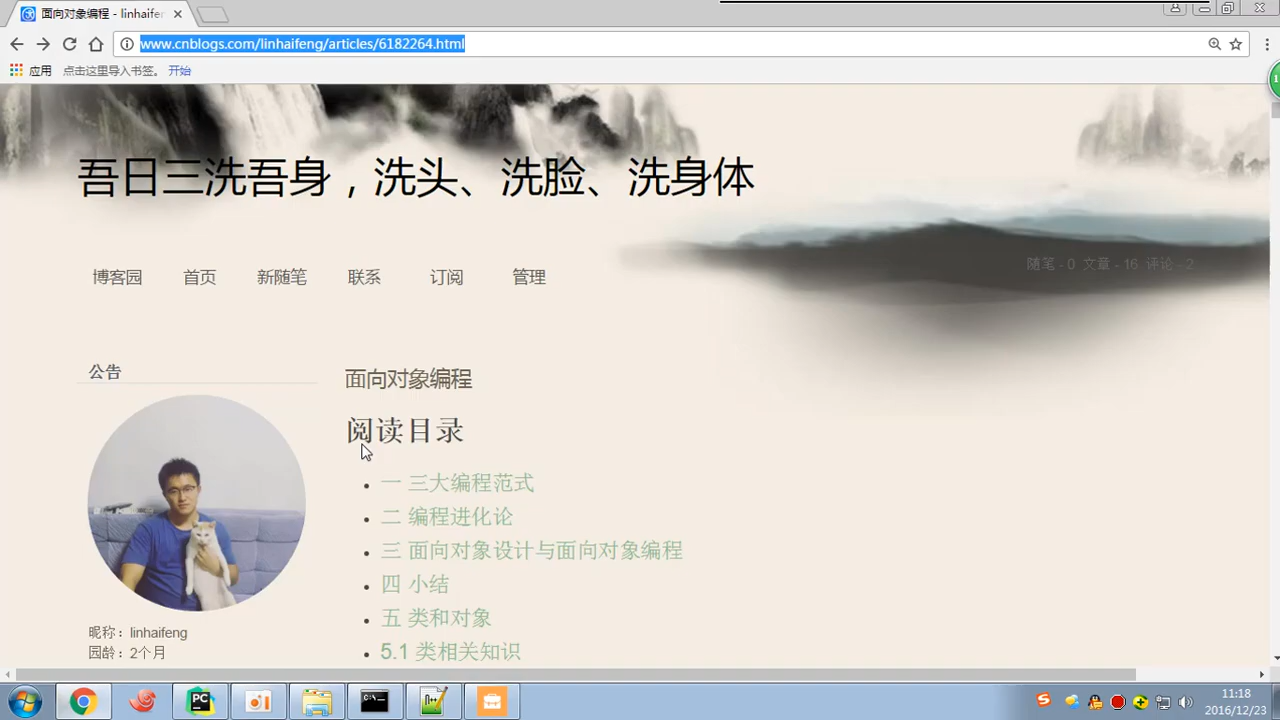 面向对象编程 - linhaifen
www.cnblogs.com/linhaifeng/articles/6182264.html
应用 点击这里导入书签。 开始
吾日三洗吾身，洗头、洗脸、洗身体
博客园 首页 新随笔 联系 订阅 管理
随笔 - 0 文章 - 16 评论 - 2
公告
面向对象编程
阅读目录
一 三大编程范式
二 编程进化论
三 面向对象设计与面向对象编程
四 小结
五 类和对象
5.1 类相关知识
昵称：linhaifeng
园龄：2个月
11:18
2016/12/23